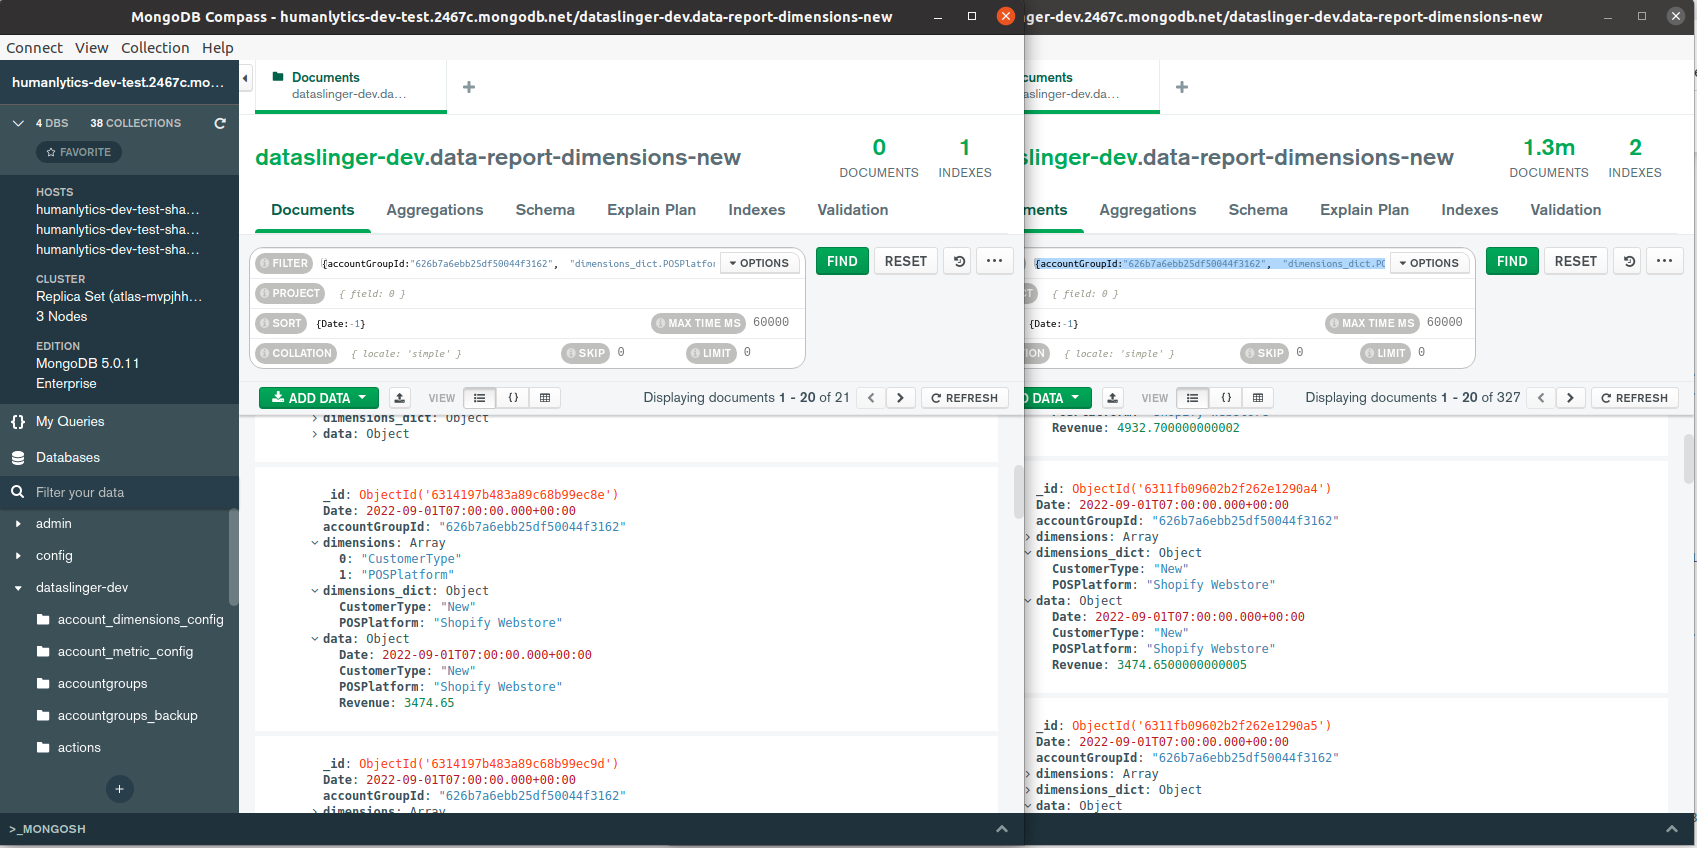 MongoDB Compass - humanlytics-dev-test.2467c.mongodb.net/dataslinger-dev.data-report-dimensions-new
Connect View Collection Help
humanlytics-dev-test.2467c.mo...
4 DBS 38 COLLECTIONS
FAVORITE
HOSTS
humanlytics-dev-test-sha...
humanlytics-dev-test-sha...
humanlytics-dev-test-sha...
CLUSTER
Replica Set (atlas-mvpjhh...
3 Nodes
EDITION
MongoDB 5.0.11
Enterprise
My Queries
Databases
Filter your data
admin
config
dataslinger-dev
account_dimensions_config
account_metric_config
accountgroups
accountgroups_backup
actions
+
>_MONGOSH
Documents
dataslinger-dev.da...
+
dataslinger-dev.data-report-dimensions-new
0
DOCUMENTS
1
INDEXES
Documents Aggregations Schema Explain Plan Indexes Validation
FILTER {accountGroupId:"626b7a6ebb25df50044f3162", "dimensions_dict.POSPlatfor OPTIONS FIND RESET ...
PROJECT { field: 0 }
SORT {Date:-1} MAX TIME MS 60000
COLLATION { locale: 'simple' } SKIP 0 LIMIT 0
ADD DATA VIEW {} Displaying documents 1 - 20 of 21 < > REFRESH
dimensions_dict: Object
data: Object
_id: ObjectId('6314197b483a89c68b99ec8e')
Date: 2022-09-01T07:00:00.000+00:00
accountGroupId: "626b7a6ebb25df50044f3162"
dimensions: Array
0: "CustomerType"
1: "POSPlatform"
dimensions_dict: Object
CustomerType: "New"
POSPlatform: "Shopify Webstore"
data: Object
Date: 2022-09-01T07:00:00.000+00:00
CustomerType: "New"
POSPlatform: "Shopify Webstore"
Revenue: 3474.65
_id: ObjectId('6314197b483a89c68b99ec9d')
Date: 2022-09-01T07:00:00.000+00:00
accountGroupId: "626b7a6ebb25df50044f3162"
dimensions: Array
ger-dev.2467c.mongodb.net/dataslinger-dev.data-report-dimensions-new
cuments
aslinger-dev.da...
+
slinger-dev.data-report-dimensions-new
1.3m
DOCUMENTS
2
INDEXES
ments Aggregations Schema Explain Plan Indexes Validation
{accountGroupId:"626b7a6ebb25df50044f3162", "dimensions_dict.PO OPTIONS FIND RESET ...
CT { field: 0 }
{Date:-1} MAX TIME MS 60000
ION { locale: 'simple' } SKIP 0 LIMIT 0
D DATA VIEW {} Displaying documents 1 - 20 of 327 < > REFRESH
Revenue: 4932.700000000002
_id: ObjectId('6311fb09602b2f262e1290a4')
Date: 2022-09-01T07:00:00.000+00:00
accountGroupId: "626b7a6ebb25df50044f3162"
dimensions: Array
dimensions_dict: Object
CustomerType: "New"
POSPlatform: "Shopify Webstore"
data: Object
Date: 2022-09-01T07:00:00.000+00:00
CustomerType: "New"
POSPlatform: "Shopify Webstore"
Revenue: 3474.6500000000005
_id: ObjectId('6311fb09602b2f262e1290a5')
Date: 2022-09-01T07:00:00.000+00:00
accountGroupId: "626b7a6ebb25df50044f3162"
dimensions: Array
dimensions_dict: Object
data: Object